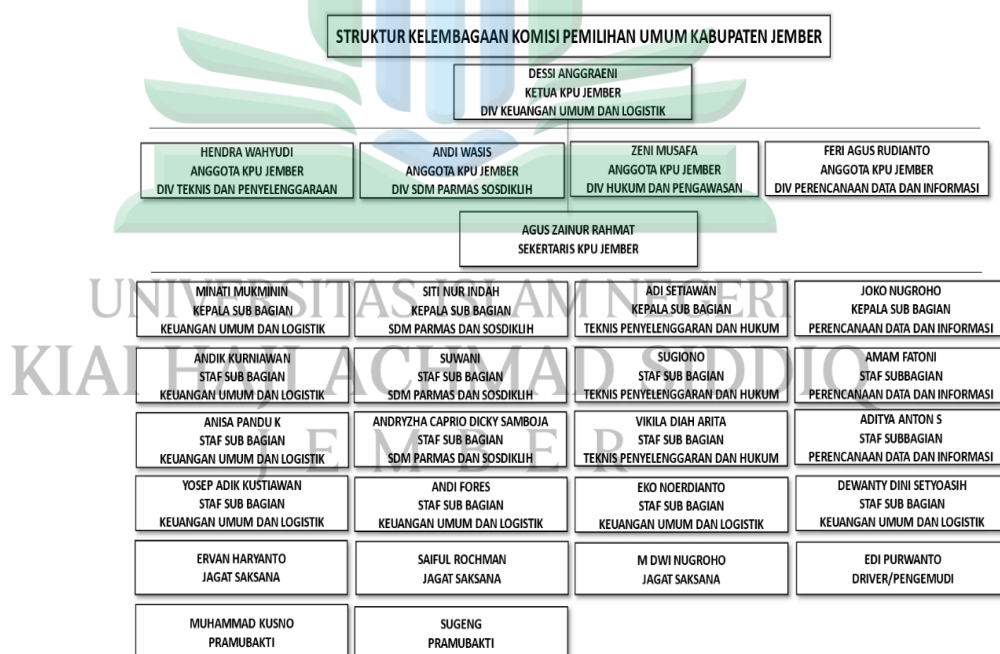 STRUKTUR KELEMBAGAAN KOMISI PEMILIHAN UMUM KABUPATEN JEMBER
DESSI ANGGRAENI
KETUA KPU JEMBER
DIV KEUANGAN UMUM DAN LOGISTIK
HENDRA WAHYUDI
ANGGOTA KPU JEMBER
DIV TEKNIS DAN PENYELENGGARAAN
ANDI WASIS
ANGGOTA KPU JEMBER
DIV SDM PARMAS SOSDIKLIH
ZENI MUSAFA
ANGGOTA KPU JEMBER
DIV HUKUM DAN PENGAWASAN
FERI AGUS RUDIANTO
ANGGOTA KPU JEMBER
DIV PERENCANAAN DATA DAN INFORMASI
AGUS ZAINUR RAHMAT
SEKERTARIS KPU JEMBER
MINATI MUKMININ
KEPALA SUB BAGIAN
KEUANGAN UMUM DAN LOGISTIK
SITI NUR INDAH
KEPALA SUB BAGIAN
SDM PARMAS DAN SOSDIKLIH
ADI SETIAWAN
KEPALA SUB BAGIAN
TEKNIS PENYELENGGARAN DAN HUKUM
JOKO NUGROHO
KEPALA SUB BAGIAN
PERENCANAAN DATA DAN INFORMASI
ANDIK KURNIAWAN
STAF SUB BAGIAN
KEUANGAN UMUM DAN LOGISTIK
SUWANI
STAF SUB BAGIAN
SDM PARMAS DAN SOSDIKLIH
SUGIONO
STAF SUB BAGIAN
TEKNIS PENYELENGGARAN DAN HUKUM
AMAM FATONI
STAF SUBBAGIAN
PERENCANAAN DATA DAN INFORMASI
ANISA PANDU K
STAF SUB BAGIAN
KEUANGAN UMUM DAN LOGISTIK
ANDRYZHA CAPRIO DICKY SAMBOJA
STAF SUB BAGIAN
SDM PARMAS DAN SOSDIKLIH
VIKILA DIAH ARITA
STAF SUB BAGIAN
TEKNIS PENYELENGGARAN DAN HUKUM
ADITYA ANTON S
STAF SUBBAGIAN
PERENCANAAN DATA DAN INFORMASI
YOSEP ADIK KUSTIAWAN
STAF SUB BAGIAN
KEUANGAN UMUM DAN LOGISTIK
ANDI FORES
STAF SUB BAGIAN
KEUANGAN UMUM DAN LOGISTIK
EKO NOERDIANTO
STAF SUB BAGIAN
KEUANGAN UMUM DAN LOGISTIK
DEWANTY DINI SETYOASIH
STAF SUB BAGIAN
KEUANGAN UMUM DAN LOGISTIK
ERVAN HARYANTO
JAGAT SAKSANA
SAIFUL ROCHMAN
JAGAT SAKSANA
M DWI NUGROHO
JAGAT SAKSANA
EDI PURWANTO
DRIVER/PENGEMUDI
MUHAMMAD KUSNO
PRAMUBAKTI
SUGENG
PRAMUBAKTI
UNIVERSITAS ISLAM NEGERI
KIAI HAJI ACHMAD SIDDIQ
JEMBER